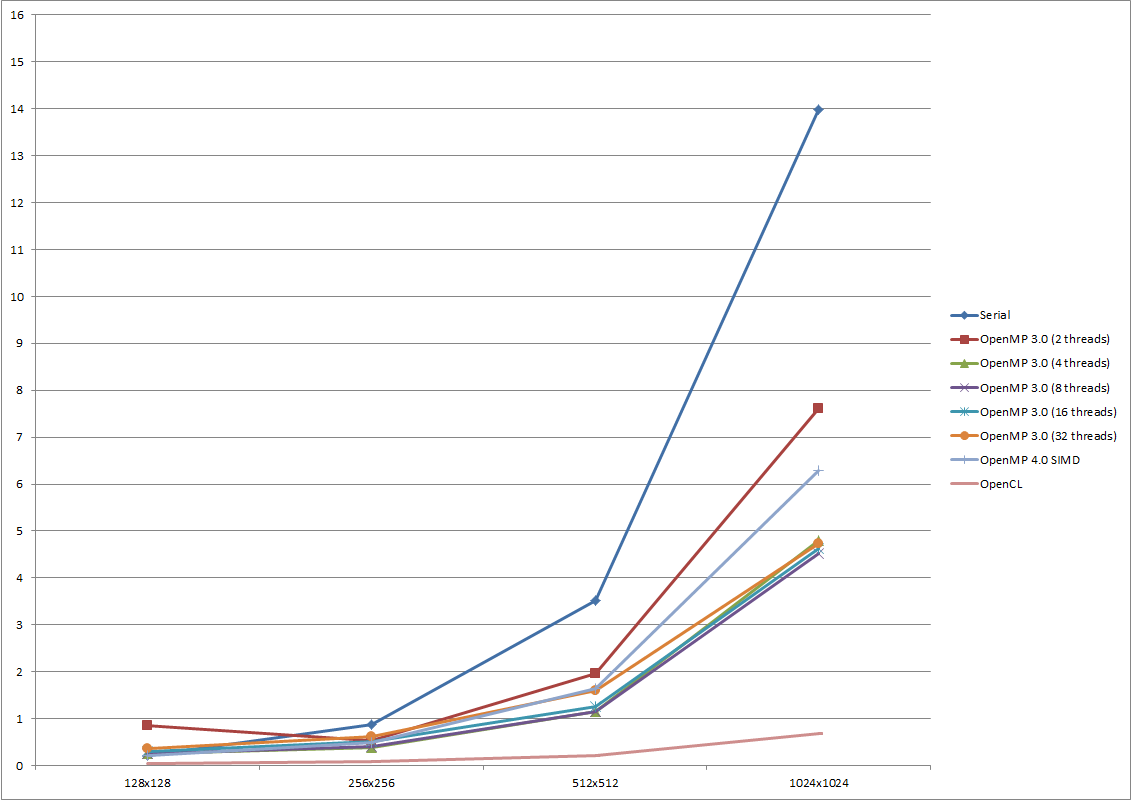 16
15
14
13
12
11
10
9
8
7
6
5
4
3
2
1
0
128x128
256x256
512x512
1024x1024
Serial
OpenMP 3.0 (2 threads)
OpenMP 3.0 (4 threads)
OpenMP 3.0 (8 threads)
OpenMP 3.0 (16 threads)
OpenMP 3.0 (32 threads)
OpenMP 4.0 SIMD
OpenCL